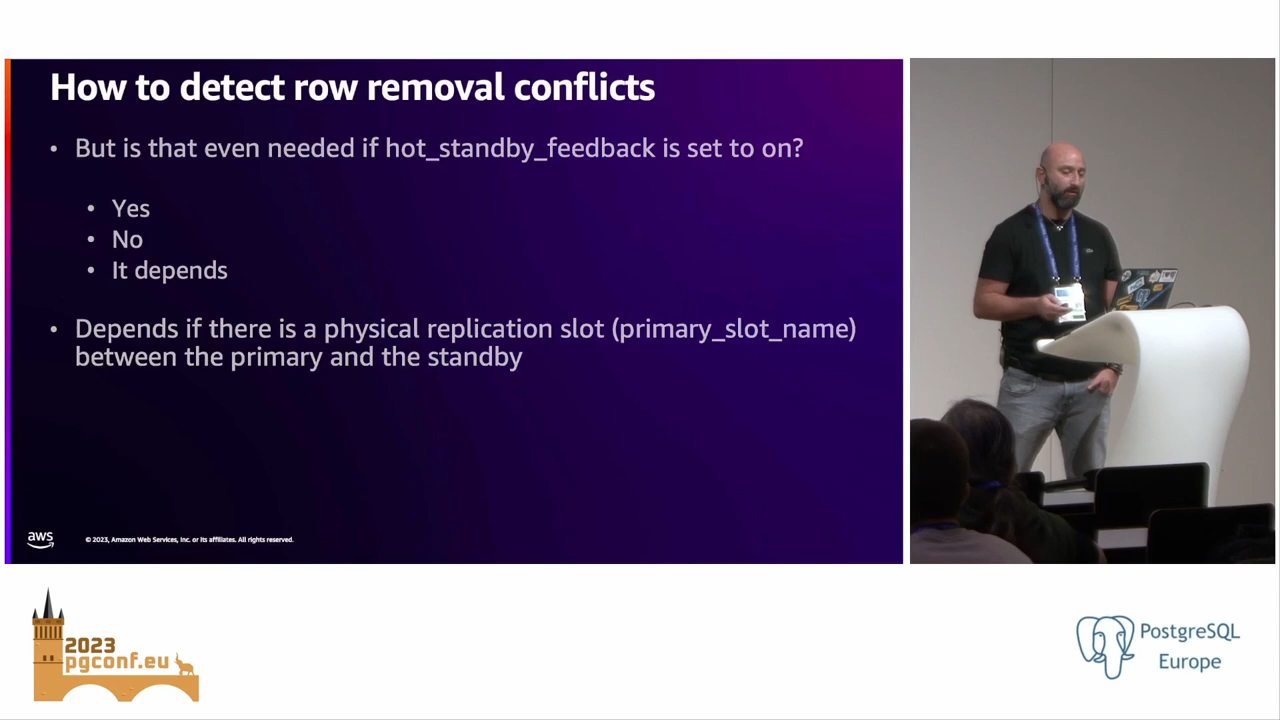 How to detect row removal conflicts
• But is that even needed if hot_standby_feedback is set to on?
• Yes
• No
• It depends
• Depends if there is a physical replication slot (primary_slot_name)
between the primary and the standby
aws
© 2023, Amazon Web Services, Inc. or its affiliates. All rights reserved.
2023
pgconf.eu
PostgreSQL
Europe